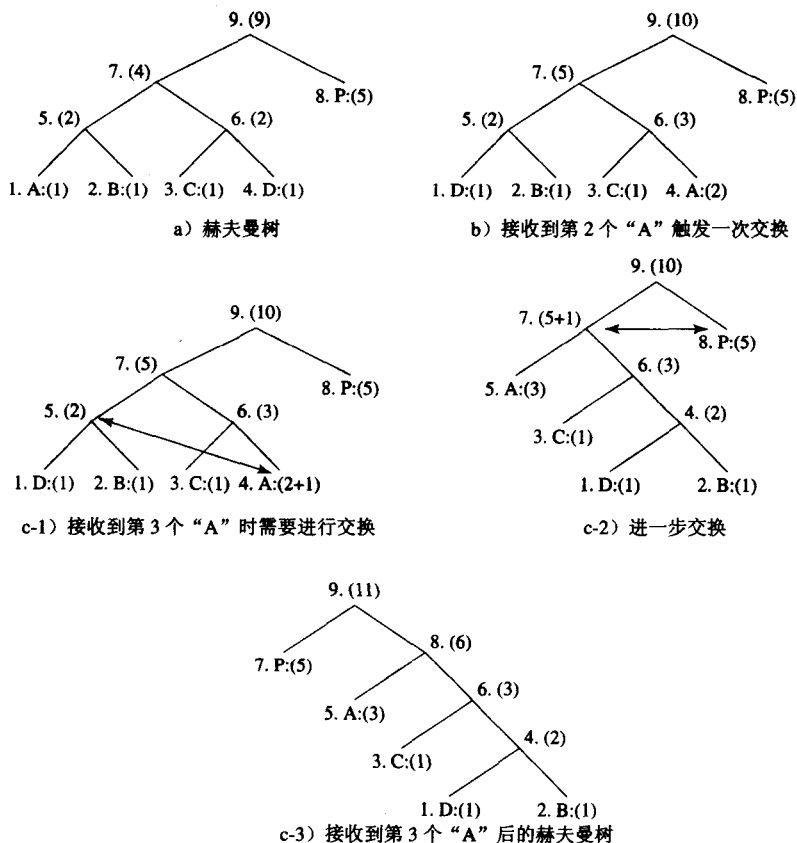 9. (9)
7. (4)
8. P:(5)
5. (2) 6. (2)
1. A:(1) 2. B:(1) 3. C:(1) 4. D:(1)
a）赫夫曼树
9. (10)
7. (5)
8. P:(5)
5. (2) 6. (3)
1. D:(1) 2. B:(1) 3. C:(1) 4. A:(2)
b）接收到第 2 个“A”触发一次交换
9. (10)
7. (5)
8. P:(5)
5. (2) 6. (3)
1. D:(1) 2. B:(1) 3. C:(1) 4. A:(2+1)
c-1）接收到第 3 个“A”时需要进行交换
9. (10)
7. (5+1)
8. P:(5)
5. A:(3) 6. (3)
3. C:(1) 4. (2)
1. D:(1) 2. B:(1)
c-2）进一步交换
9. (11)
7. P:(5) 8. (6)
5. A:(3) 6. (3)
3. C:(1) 4. (2)
1. D:(1) 2. B:(1)
c-3）接收到第 3 个“A”后的赫夫曼树